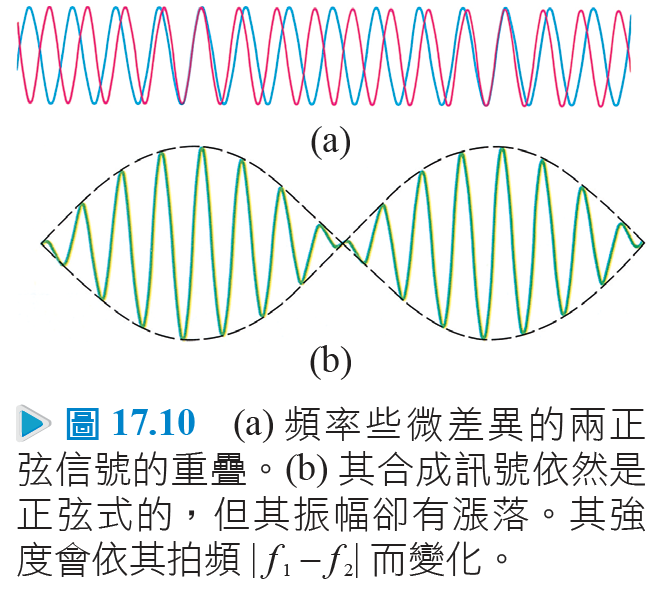 (a)
(b)
圖 17.10 (a) 頻率些微差異的兩正
弦信號的重疊。(b) 其合成訊號依然是
正弦式的，但其振幅卻有漲落。其強
度會依其拍頻 |f₁ – f₂| 而變化。